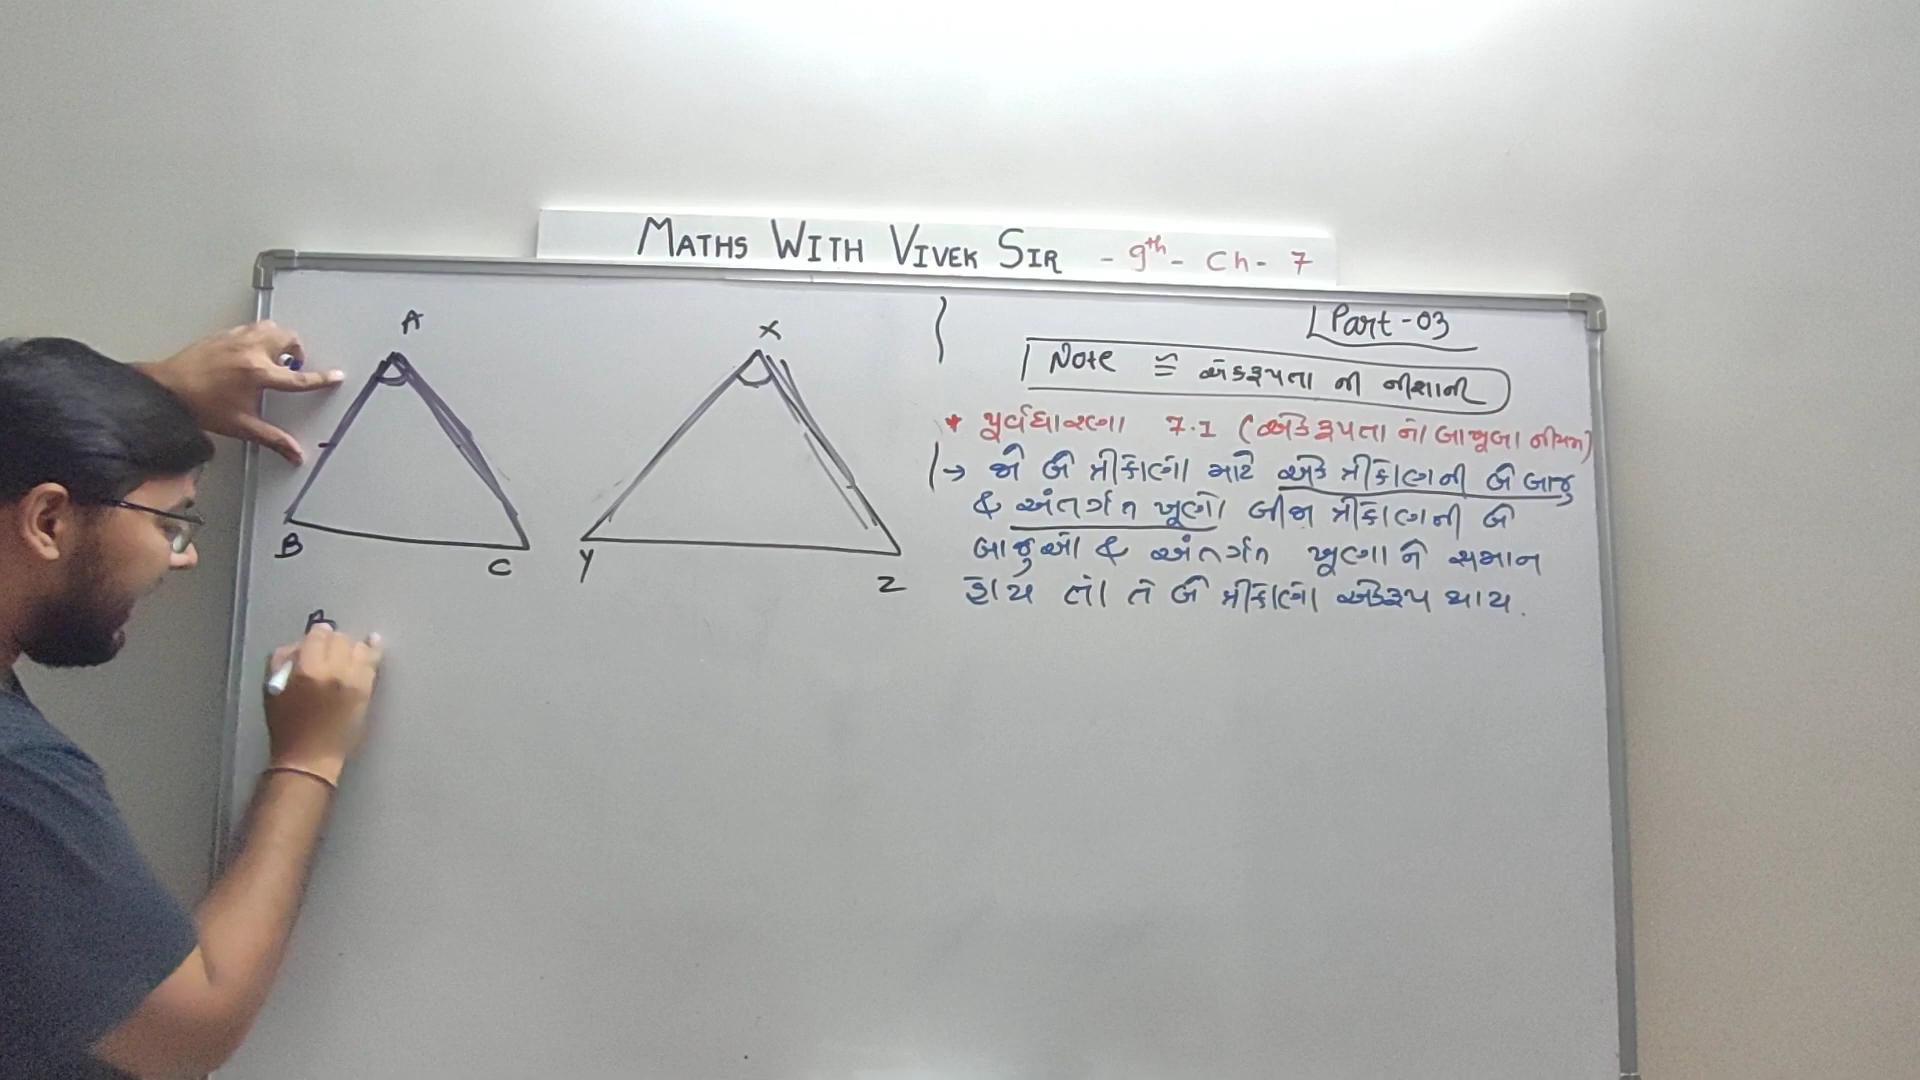 MATHS WITH VIVEK SIR - 9th - Ch - 7
Part - 03
Note ≅ એકરૂપતા ની નીશાની
* પૂર્વધારણા 7.1 (એકરૂપતા નો બાખૂબા નીયમ)
→ જો બે ત્રીકોણો માટે એક ત્રીકોણની બે બાજુ
& અંતર્ગત ખૂણો બીજા ત્રીકોણની બે
બાજુઓ & અંતર્ગત ખૂણા ને સમાન
હોય તો તે બે ત્રીકોણો એકરૂપ થાય.
A
B
C
X
Y
Z